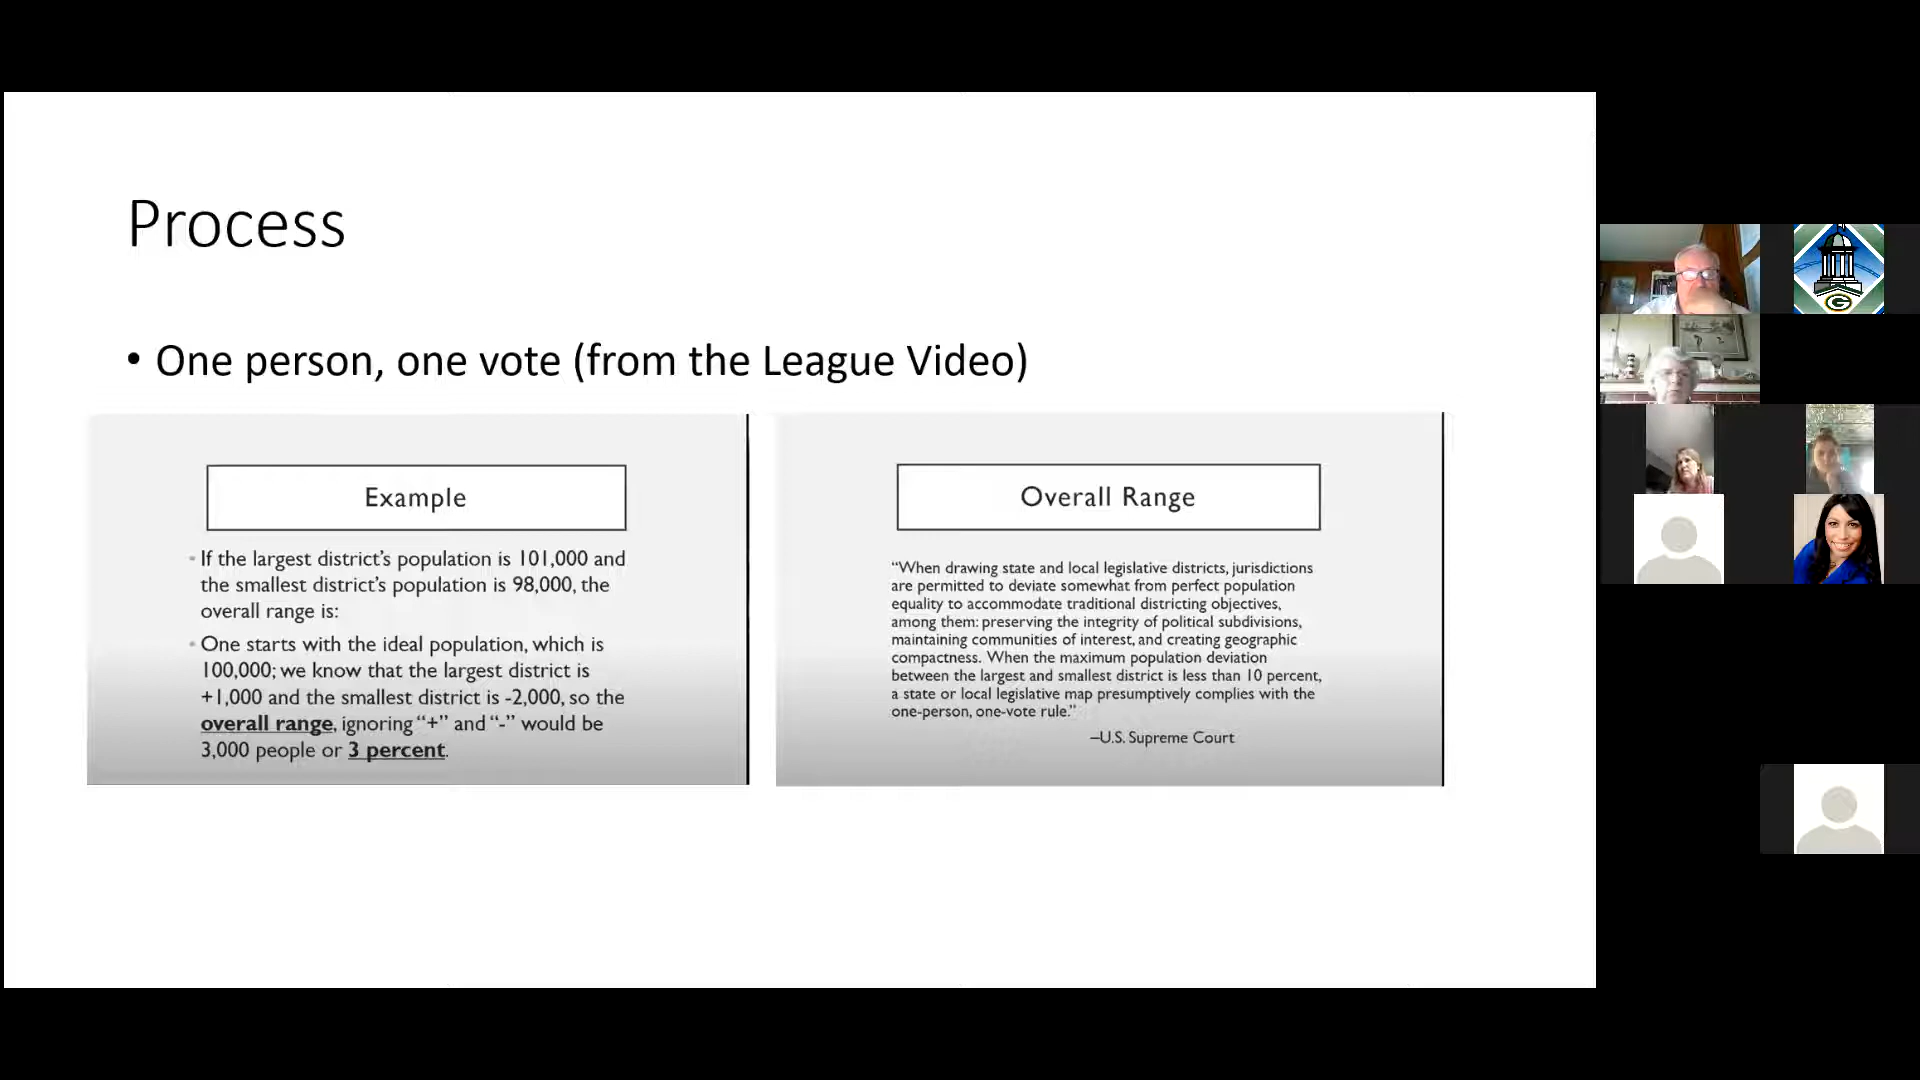 Process
• One person, one vote (from the League Video)
Example
- If the largest district’s population is 101,000 and
the smallest district’s population is 98,000, the
overall range is:
- One starts with the ideal population, which is
100,000; we know that the largest district is
+1,000 and the smallest district is -2,000, so the
overall range, ignoring “+” and “-” would be
3,000 people or 3 percent.
Overall Range
“When drawing state and local legislative districts, jurisdictions
are permitted to deviate somewhat from perfect population
equality to accommodate traditional districting objectives,
among them: preserving the integrity of political subdivisions,
maintaining communities of interest, and creating geographic
compactness. When the maximum population deviation
between the largest and smallest district is less than 10 percent,
a state or local legislative map presumptively complies with the
one-person, one-vote rule.”
–U.S. Supreme Court
G